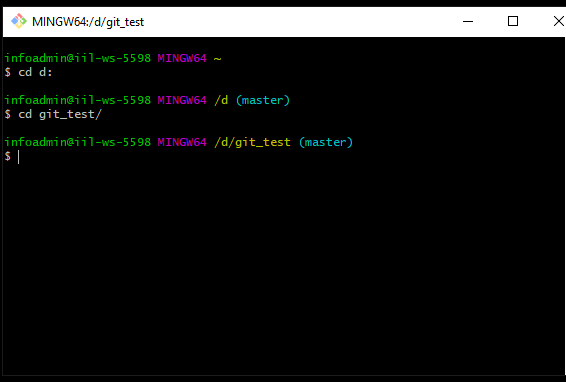 MINGW64:/d/git_test
infoadmin@iil-ws-5598 MINGW64 ~
$ cd d:
infoadmin@iil-ws-5598 MINGW64 /d (master)
$ cd git_test/
infoadmin@iil-ws-5598 MINGW64 /d/git_test (master)
$